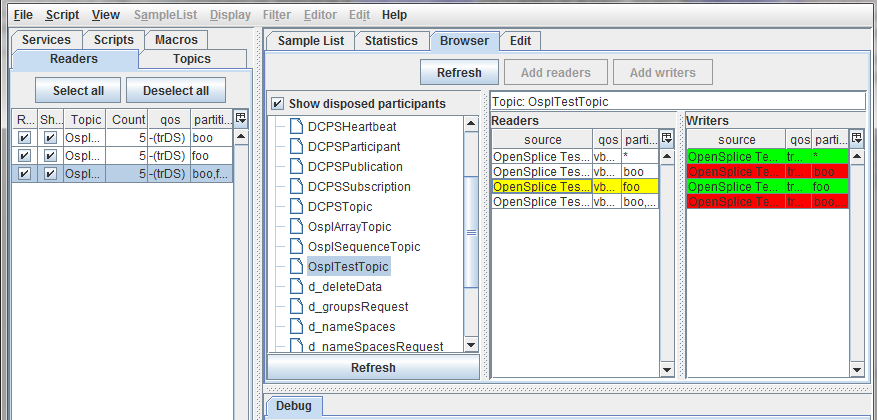 File Script View SampleList Display Filter Editor Edit Help
Services Scripts Macros
Readers Topics
Select all Deselect all
R... Sh... Topic Count qos partiti...
Ospl... 5 -(trDS) boo
Ospl... 5 -(trDS) foo
Ospl... 5 -(trDS) boo,f...
Sample List Statistics Browser Edit
Refresh Add readers Add writers
Show disposed participants
DCPSHeartbeat
DCPSParticipant
DCPSPublication
DCPSSubscription
DCPSTopic
OsplArrayTopic
OsplSequenceTopic
OsplTestTopic
d_deleteData
d_groupsRequest
d_nameSpaces
d_nameSpacesRequest
Refresh
Topic: OsplTestTopic
Readers
source qos parti...
OpenSplice Tes... vb... *
OpenSplice Tes... vb... boo
OpenSplice Tes... vb... foo
OpenSplice Tes... vb... boo,...
Writers
source qos parti...
OpenSplice Te... tr... *
OpenSplice Te... tr... boo
OpenSplice Te... tr... foo
OpenSplice Te... tr... boo,...
Debug